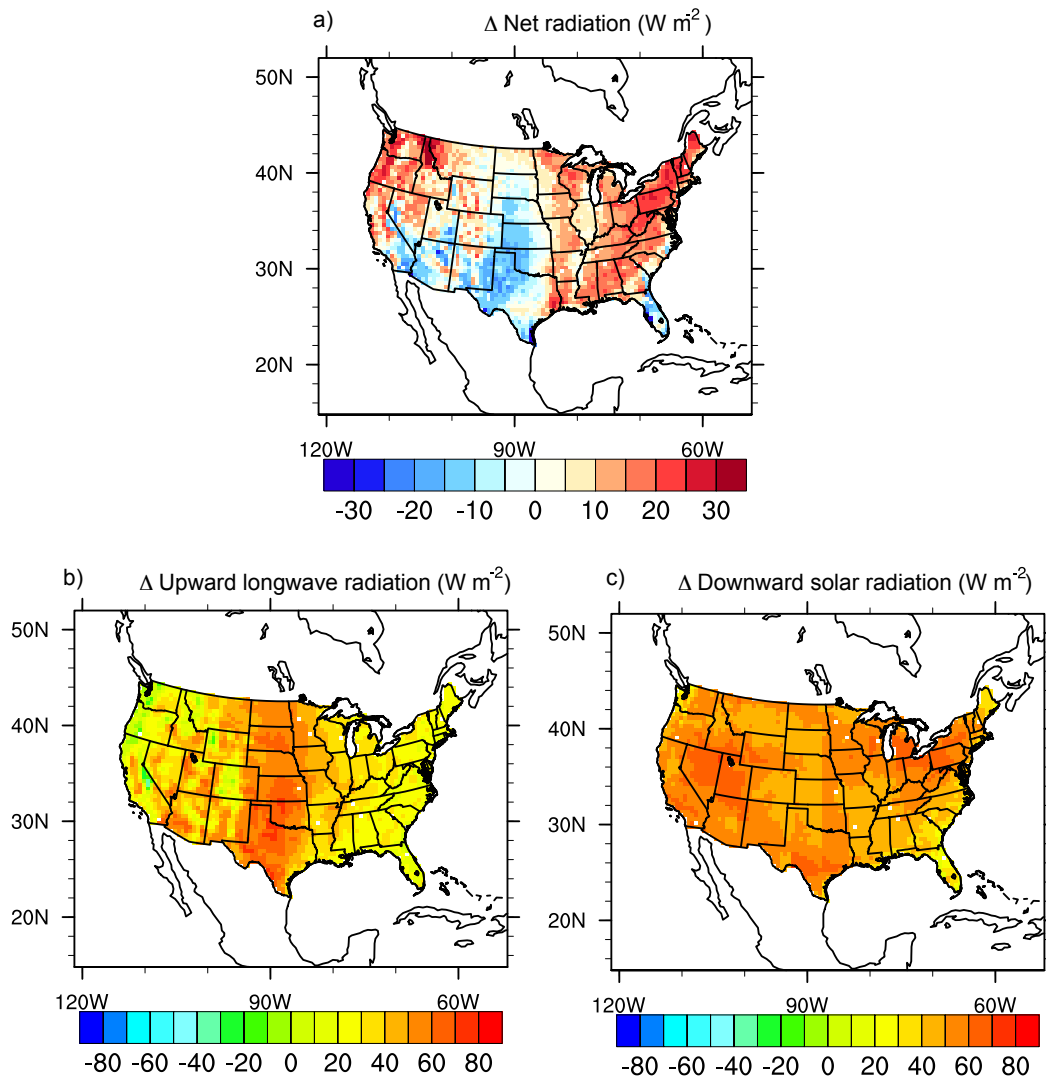 a) Δ Net radiation (W m-2)
50N
40N
30N
20N
120W 90W 60W
-30 -20 -10 0 10 20 30
b) Δ Upward longwave radiation (W m-2)
c) Δ Downward solar radiation (W m-2)
50N 50N
40N 40N
30N 30N
20N 20N
120W 90W 60W 120W 90W 60W
-80 -60 -40 -20 0 20 40 60 80 -80 -60 -40 -20 0 20 40 60 80